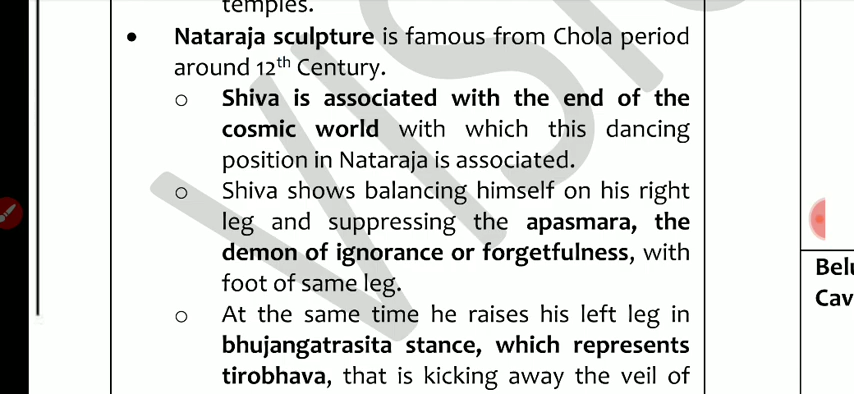 temples.
• Nataraja sculpture is famous from Chola period
around 12th Century.
o Shiva is associated with the end of the
cosmic world with which this dancing
position in Nataraja is associated.
o Shiva shows balancing himself on his right
leg and suppressing the apasmara, the
demon of ignorance or forgetfulness, with
foot of same leg.
o At the same time he raises his left leg in
bhujangatrasita stance, which represents
tirobhava, that is kicking away the veil of
Cav